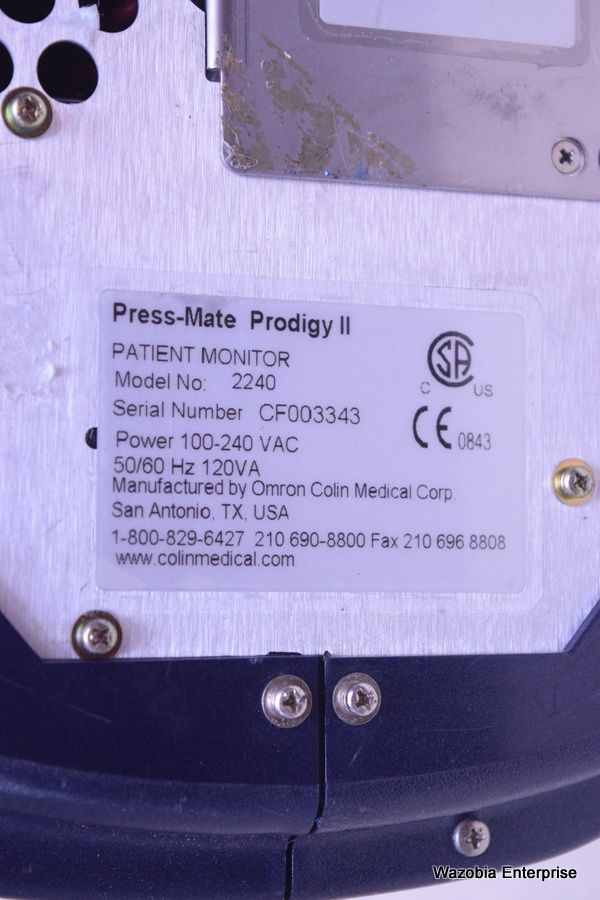 Press-Mate Prodigy II
PATIENT MONITOR
Model No: 2240
Serial Number CF003343
Power 100-240 VAC
50/60 Hz 120VA
Manufactured by Omron Colin Medical Corp
San Antonio, TX, USA
1-800-829-6427 210 690-8800 Fax 210 696 8808
www.colinmedical.com
CSA
C US
CE 0843
Wazobia Enterprise